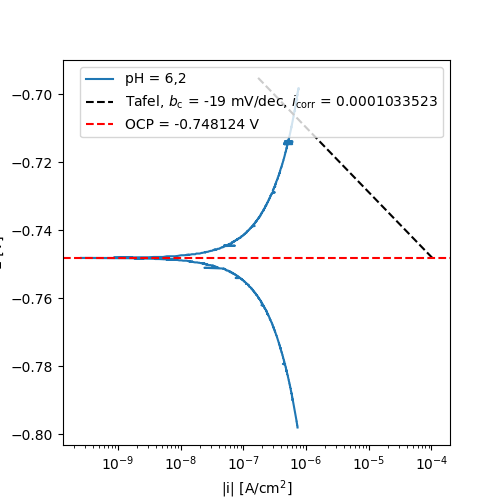 pH = 6,2
Tafel, b_c = -19 mV/dec, i_corr = 0.0001033523
OCP = -0.748124 V
−0.70
−0.72
−0.74
−0.76
−0.78
−0.80
10⁻⁹ 10⁻⁸ 10⁻⁷ 10⁻⁶ 10⁻⁵ 10⁻⁴
|i| [A/cm²]